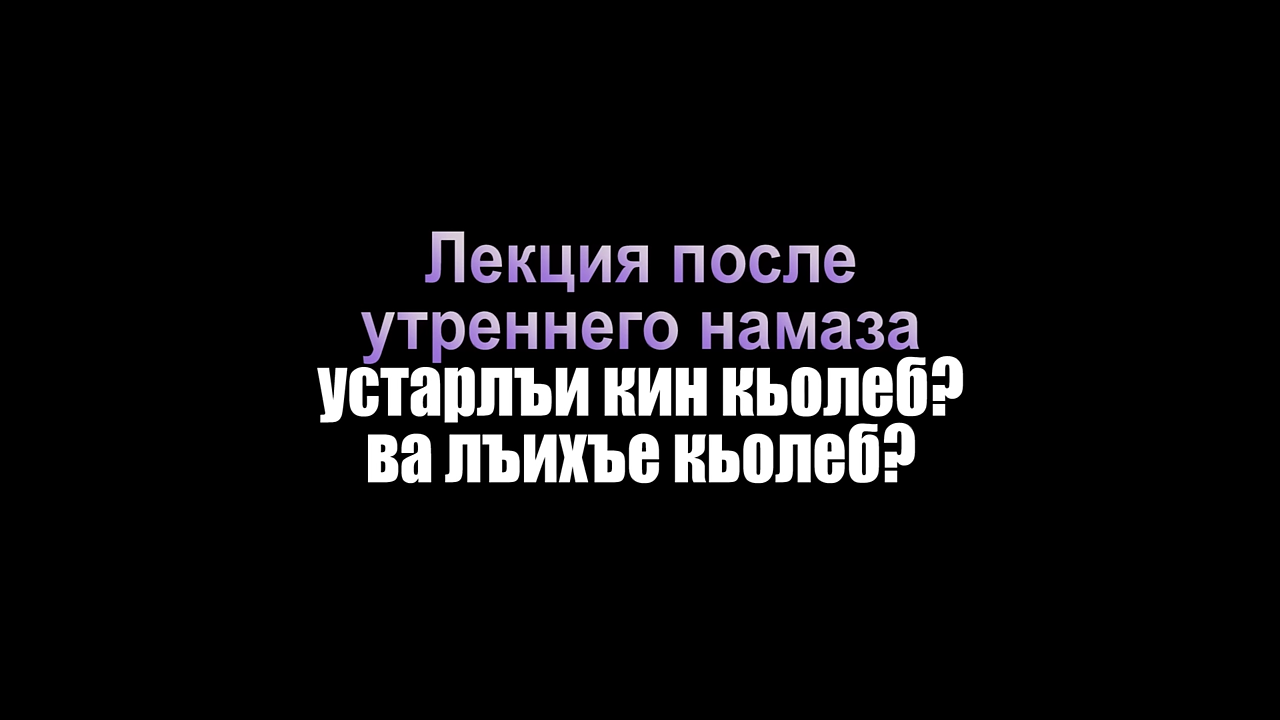 Лекция после
утреннего намаза
устарлъи кин кьолеб?
ва лъихъе кьолеб?